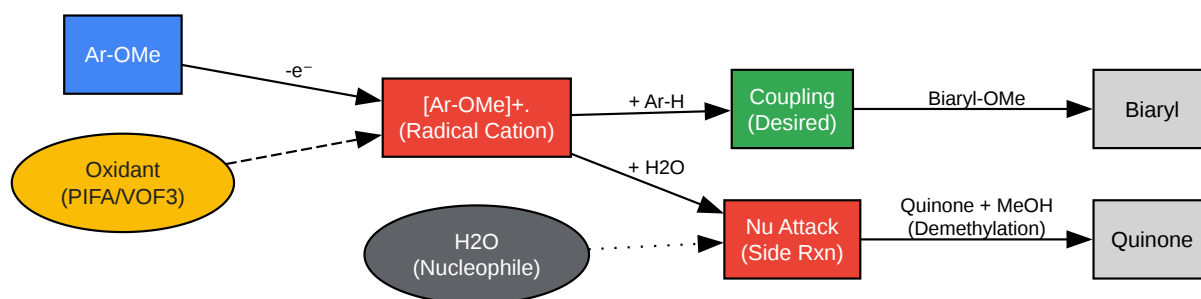 Ar-OMe
-e⁻
Oxidant
(PIFA/VOF3)
[Ar-OMe]+.
(Radical Cation)
+ Ar-H
+ H2O
H2O
(Nucleophile)
Coupling
(Desired)
Biaryl-OMe
Biaryl
Nu Attack
(Side Rxn)
Quinone + MeOH
(Demethylation)
Quinone